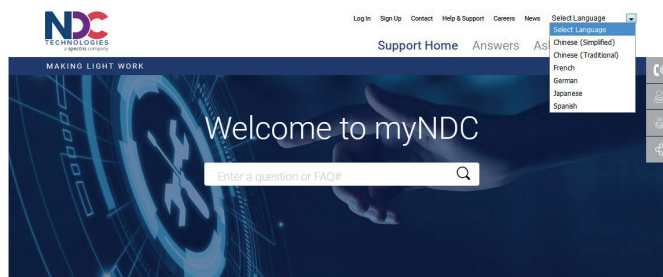 NDC
TECHNOLOGIES
a spectris company
Log In Sign Up Contact Help & Support Careers News Select Language
Select Language
Chinese (Simplified)
Chinese (Traditional)
French
German
Japanese
Spanish
Support Home Answers
MAKING LIGHT WORK
Welcome to myNDC
Enter a question or FAQ#